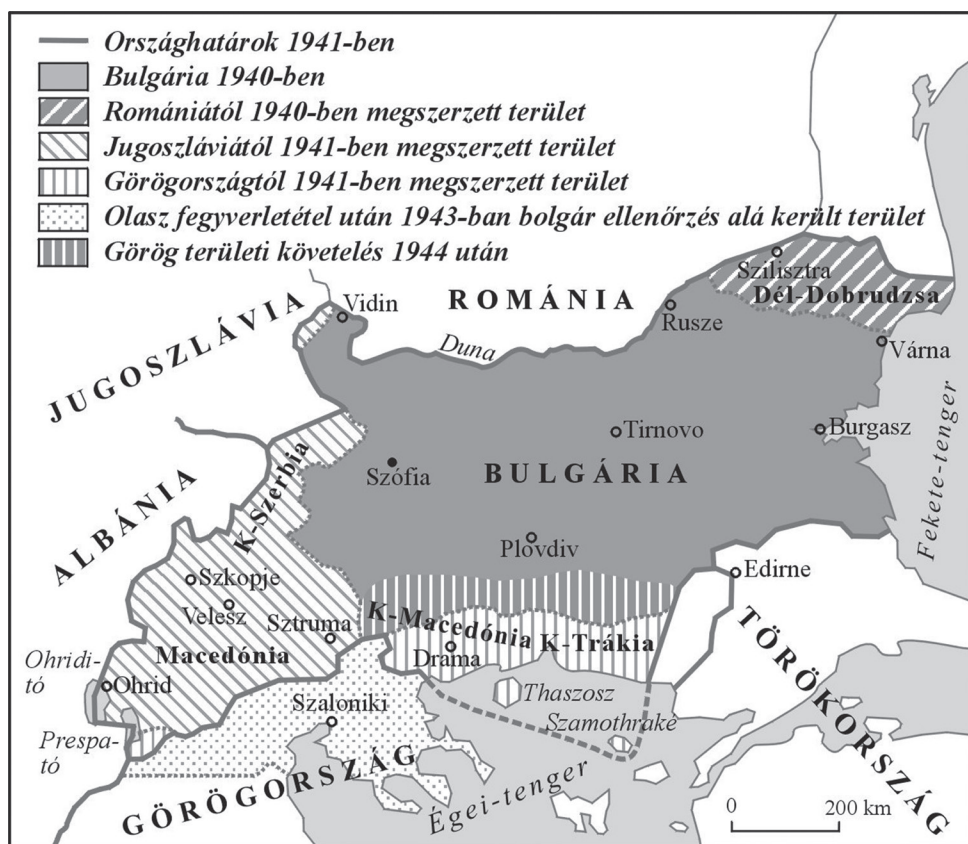 Országhatárok 1941-ben
Bulgária 1940-ben
Romániától 1940-ben megszerzett terület
Jugoszláviától 1941-ben megszerzett terület
Görögországtól 1941-ben megszerzett terület
Olasz fegyverletétel után 1943-ban bolgár ellenőrzés alá került terület
Görög területi követelés 1944 után
JUGOSZLÁVIA
Vidin
ROMÁNIA
Duna
Szilisztra
Dél-Dobrudzsa
Rusze
Várna
Tirnovo
Burgasz
Fekete-tenger
Szófia
BULGÁRIA
K-Szerbia
ALBÁNIA
Plovdiv
Edirne
Szkopje
Velesz
Sztruma
Macedónia
K-Macedónia
K-Trákia
Drama
TÖRÖKORSZÁG
Ohridi-
tó
Ohrid
Thaszosz
Szamothraké
Szaloniki
Prespa-
tó
GÖRÖGORSZÁG
Égei-tenger
0 200 km